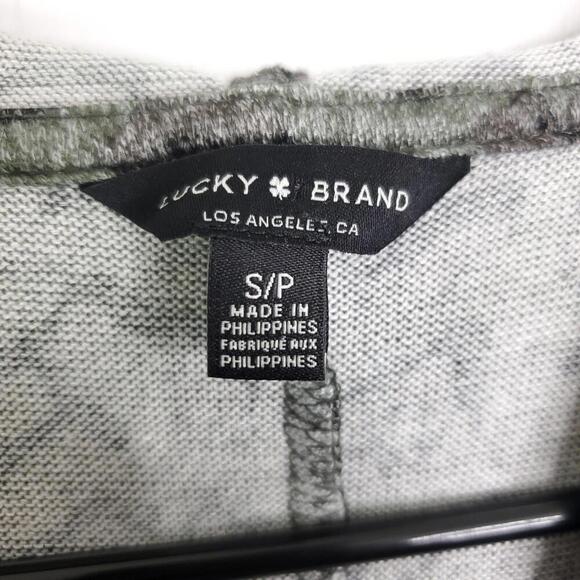 LUCKY BRAND
LOS ANGELES, CA
S/P
MADE IN
PHILIPPINES
FABRIQUÉ AUX
PHILIPPINES